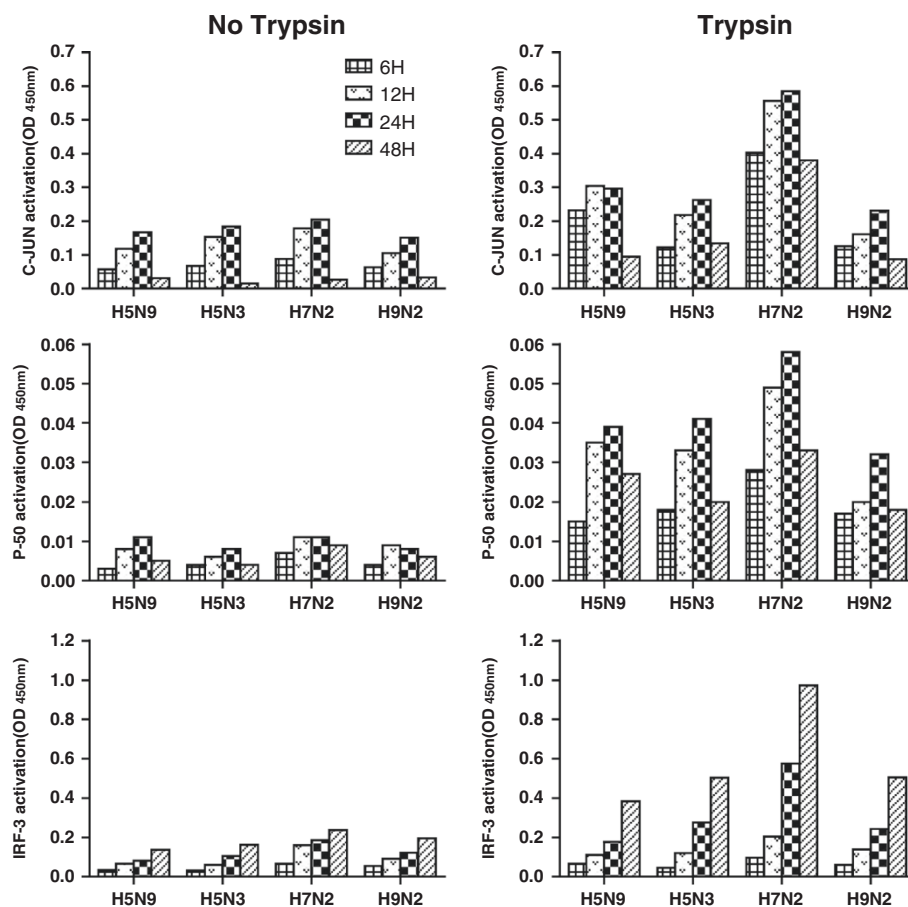 No Trypsin
Trypsin
C-JUN activation(OD 450nm)
0.7
0.6
0.5
0.4
0.3
0.2
0.1
0.0
6H
12H
24H
48H
H5N9 H5N3 H7N2 H9N2
C-JUN activation(OD 450nm)
0.7
0.6
0.5
0.4
0.3
0.2
0.1
0.0
H5N9 H5N3 H7N2 H9N2
P-50 activation(OD 450nm)
0.06
0.05
0.04
0.03
0.02
0.01
0.00
H5N9 H5N3 H7N2 H9N2
P-50 activation(OD 450nm)
0.06
0.05
0.04
0.03
0.02
0.01
0.00
H5N9 H5N3 H7N2 H9N2
IRF-3 activation(OD 450nm)
1.2
1.0
0.8
0.6
0.4
0.2
0.0
H5N9 H5N3 H7N2 H9N2
IRF-3 activation(OD 450nm)
1.2
1.0
0.8
0.6
0.4
0.2
0.0
H5N9 H5N3 H7N2 H9N2